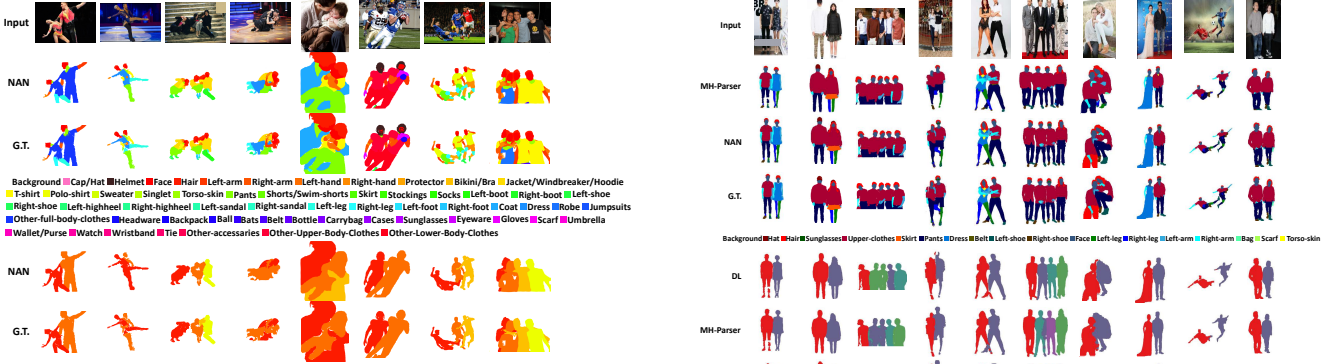 Input
NAN
G.T.
Background Cap/Hat Helmet Face Hair Left-arm Right-arm Left-hand Right-hand Protector Bikini/Bra Jacket/Windbreaker/Hoodie
T-shirt Polo-shirt Sweater Singlet Torso-skin Pants Shorts/Swim-shorts Skirt Stockings Socks Left-boot Right-boot Left-shoe
Right-shoe Left-highheel Right-highheel Left-sandal Right-sandal Left-leg Right-leg Left-foot Right-foot Coat Dress Robe Jumpsuits
Other-full-body-clothes Headware Backpack Ball Bats Belt Bottle Carrybag Cases Sunglasses Eyeware Gloves Scarf Umbrella
Wallet/Purse Watch Wristband Tie Other-accessaries Other-Upper-Body-Clothes Other-Lower-Body-Clothes
NAN
G.T.
Input
MH-Parser
NAN
G.T.
Background Hat Hair Sunglasses Upper-clothes Skirt Pants Dress Belt Left-shoe Right-shoe Face Left-leg Right-leg Left-arm Right-arm Bag Scarf Torso-skin
DL
MH-Parser